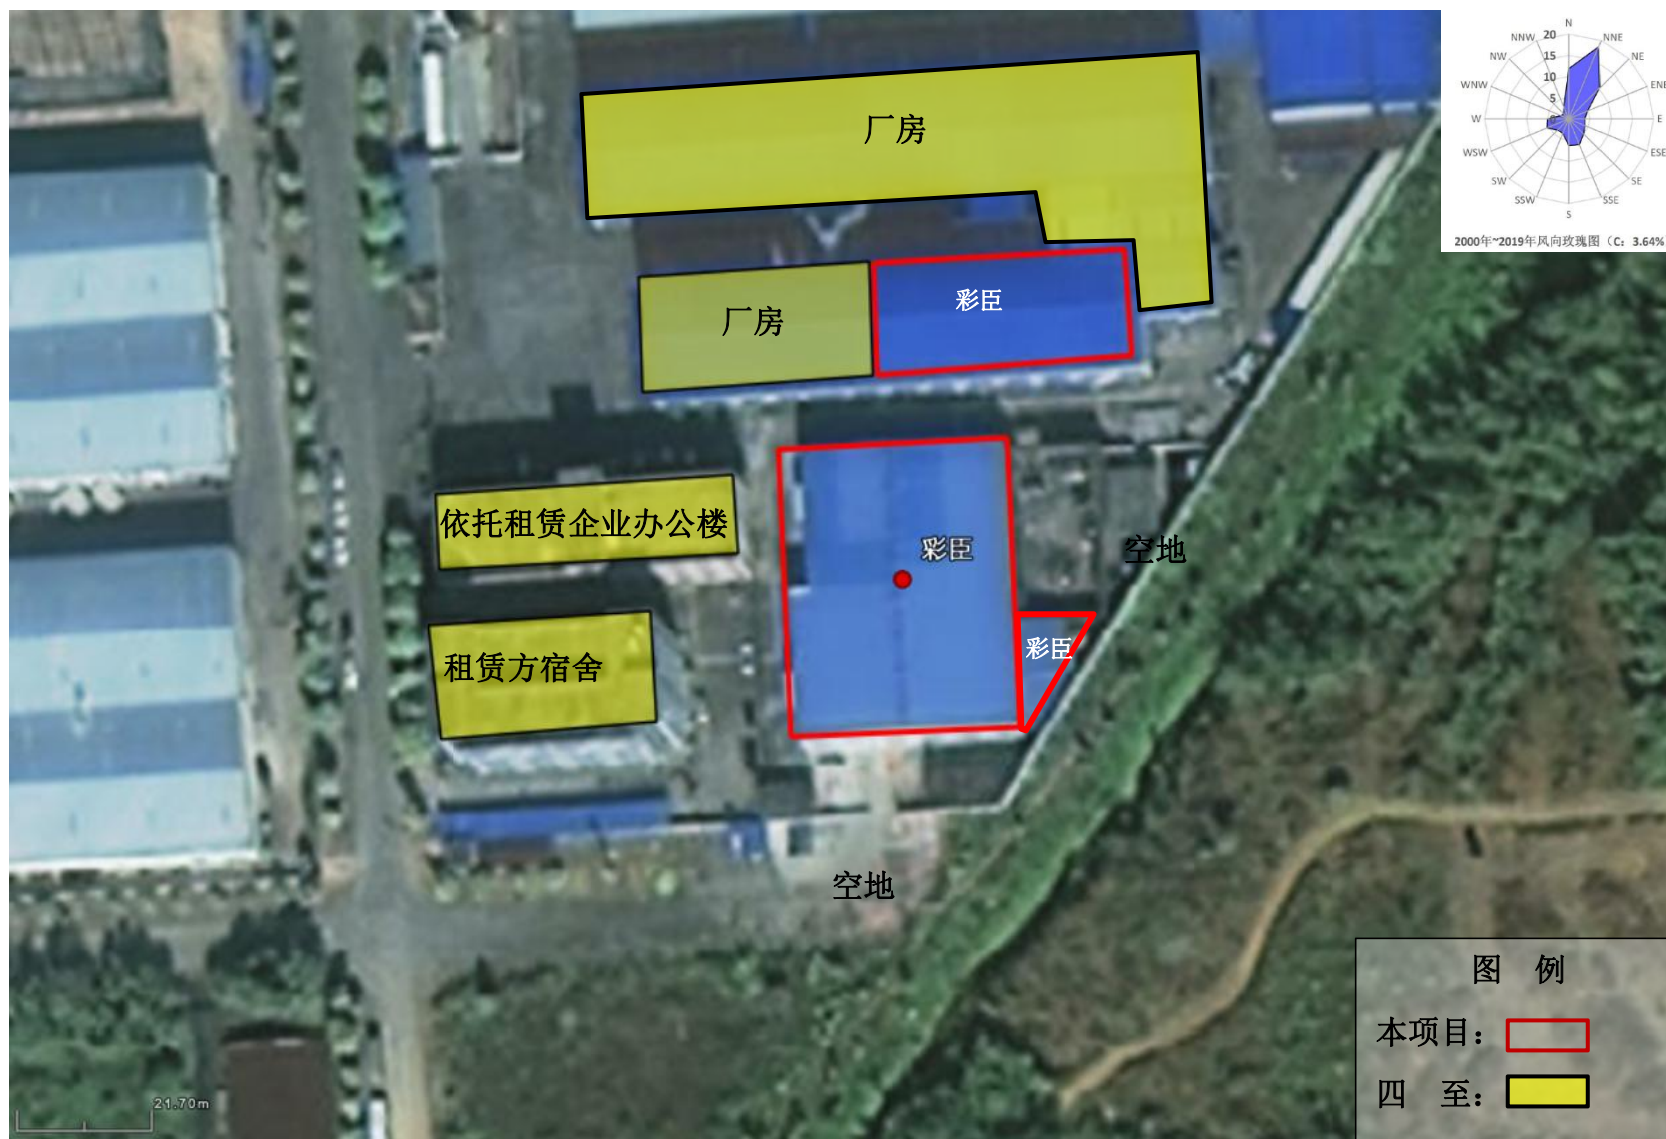 N
NNW
20
NNE
NW
15
NE
WNW
10
ENE
5
W
E
WSW
ESE
SW
SE
SSW
SSE
S
2000年~2019年风向玫瑰图（C：3.64%
厂房
彩臣
厂房
依托租赁企业办公楼
彩臣
空地
彩臣
租赁方宿舍
空地
图 例
本项目：
四 至：
21.70m